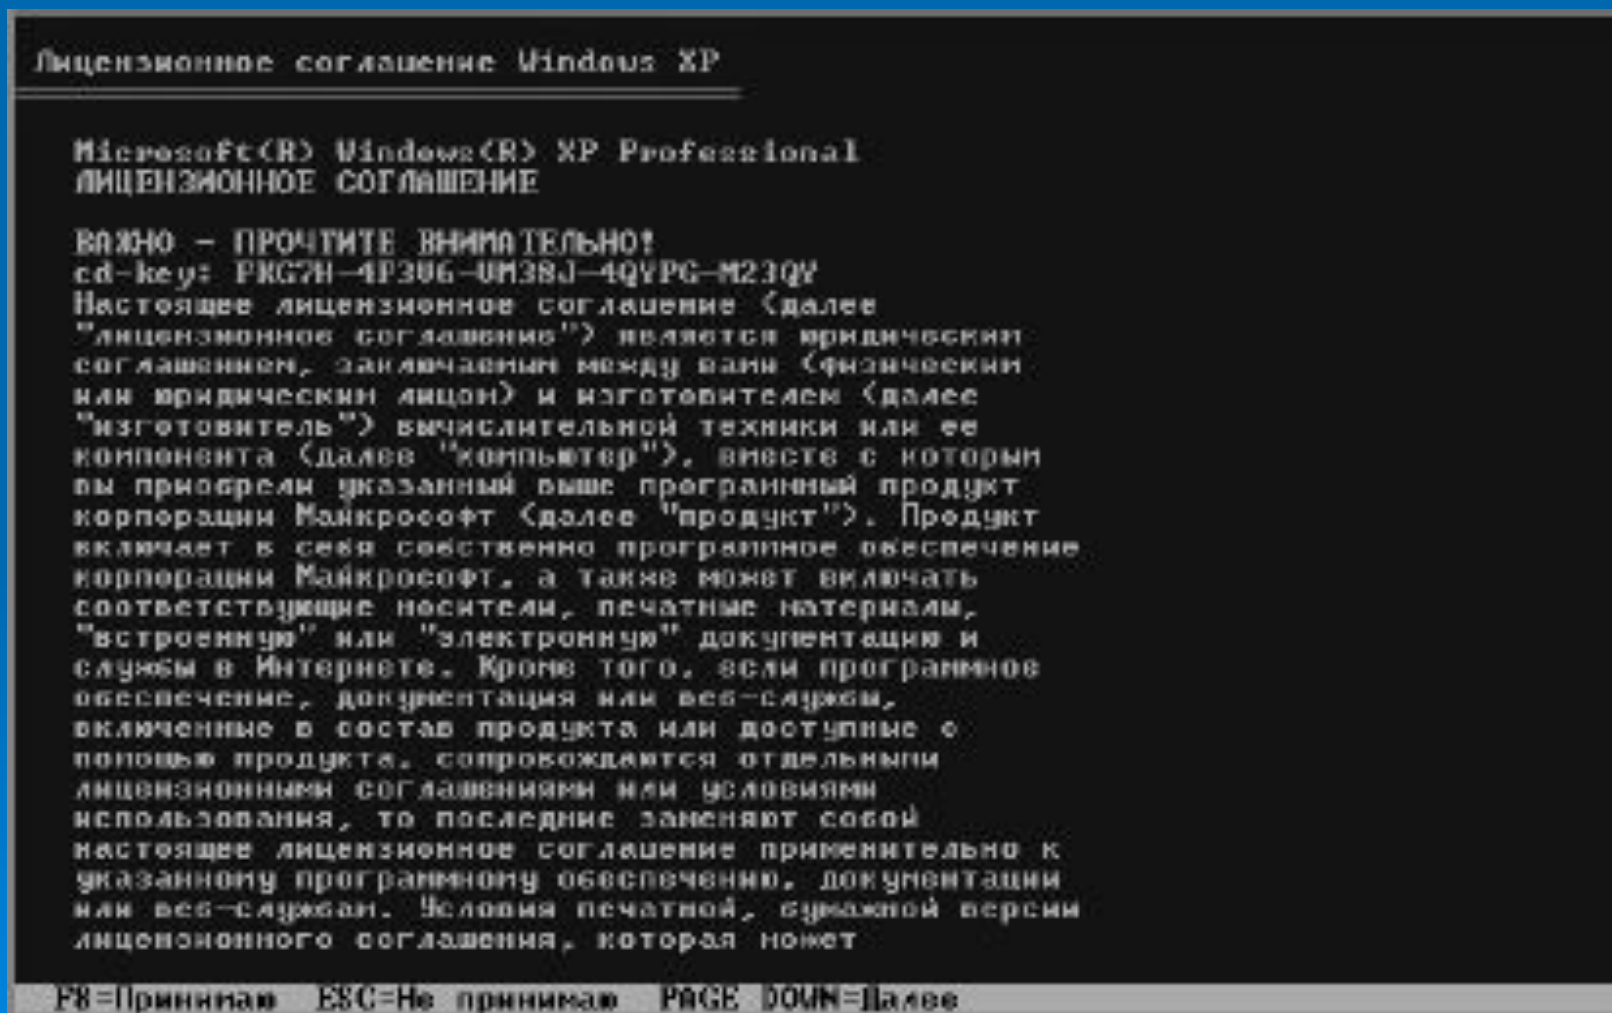 Лицензионное соглашение Windows XP
Microsoft(R) Windows(R) XP Professional
ЛИЦЕНЗИОННОЕ СОГЛАШЕНИЕ
ВАЖНО - ПРОЧТИТЕ ВНИМАТЕЛЬНО!
cd-key:
Настоящее лицензионное соглашение (далее
"лицензионное соглашение") является юридическим
соглашением, заключаемым между вами (физическим
или юридическим лицом) и изготовителем (далее
"изготовитель") вычислительной техники или ее
компонента (далее "компьютер"), вместе с которым
вы приобрели указанный выше программный продукт
корпорации Майкрософт (далее "продукт"). Продукт
включает в себя собственно программное обеспечение
корпорации Майкрософт, а также может включать
соответствующие носители, печатные материалы,
"встроенную" или "электронную" документацию и
службы в Интернете. Кроме того, если программное
обеспечение, документация или веб-службы,
включенные в состав продукта или доступные с
помощью продукта, сопровождаются отдельными
лицензионными соглашениями или условиями
использования, то последние заменяют собой
настоящее лицензионное соглашение применительно к
указанному программному обеспечению, документации
или веб-службам. Условия печатной, бумажной версии
лицензионного соглашения, которая может
F8=Принимаю ESC=Не принимаю PAGE DOWN=Далее